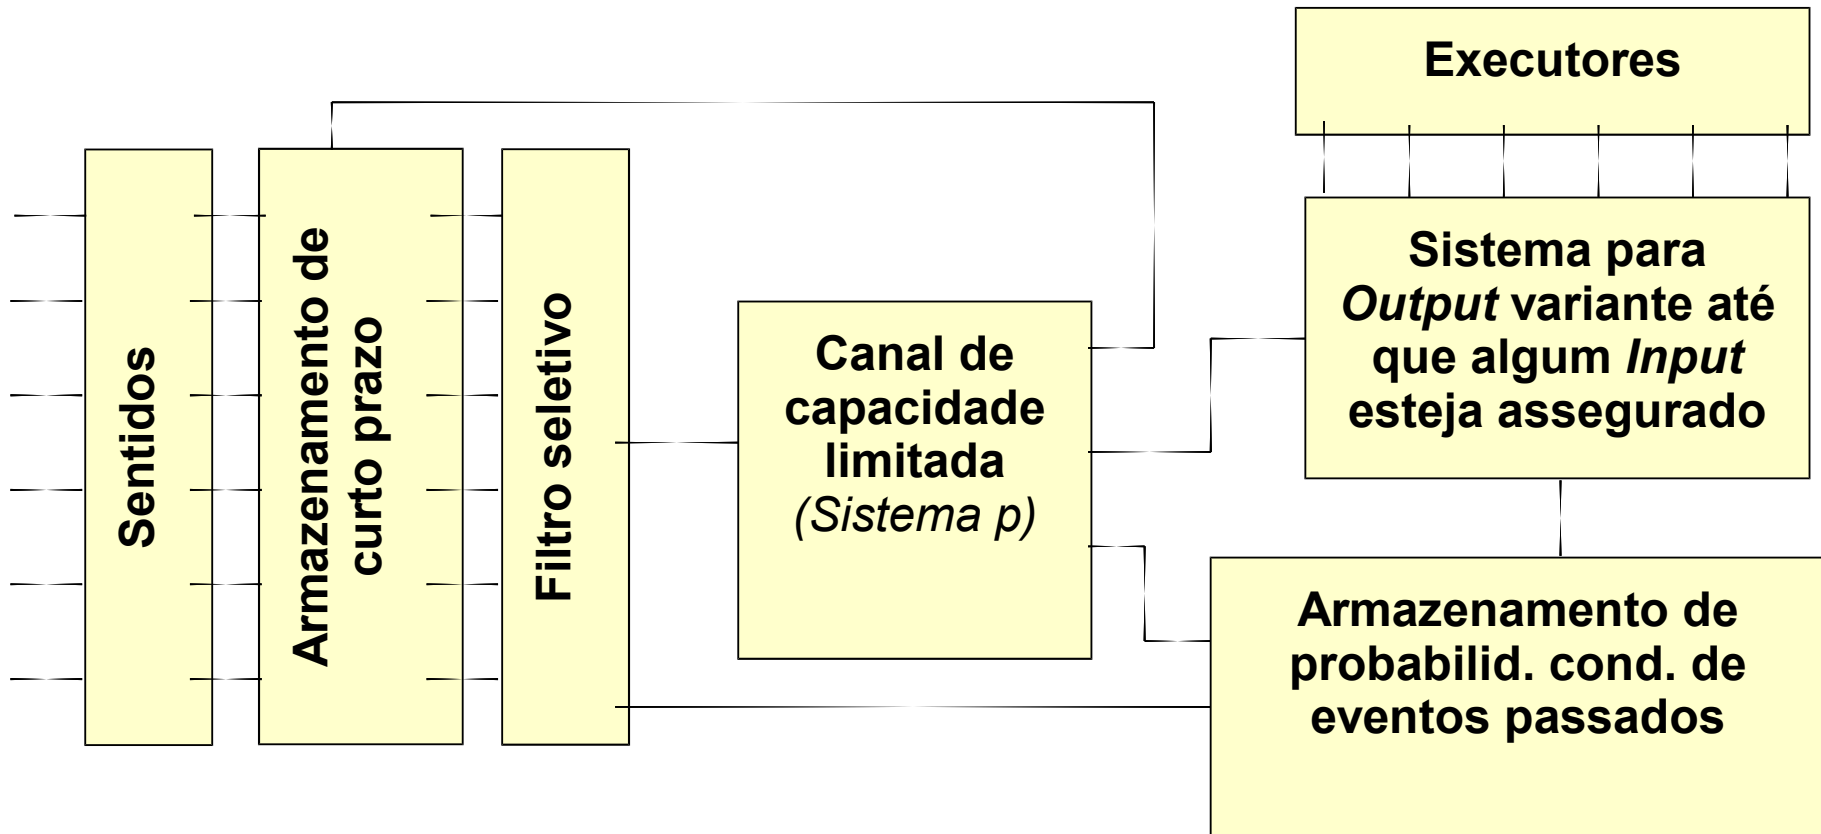 Executores
Sentidos
Armazenamento de
curto prazo
Filtro seletivo
Canal de
capacidade
limitada
(Sistema p)
Sistema para
Output variante até
que algum Input
esteja assegurado
Armazenamento de
probabilid. cond. de
eventos passados